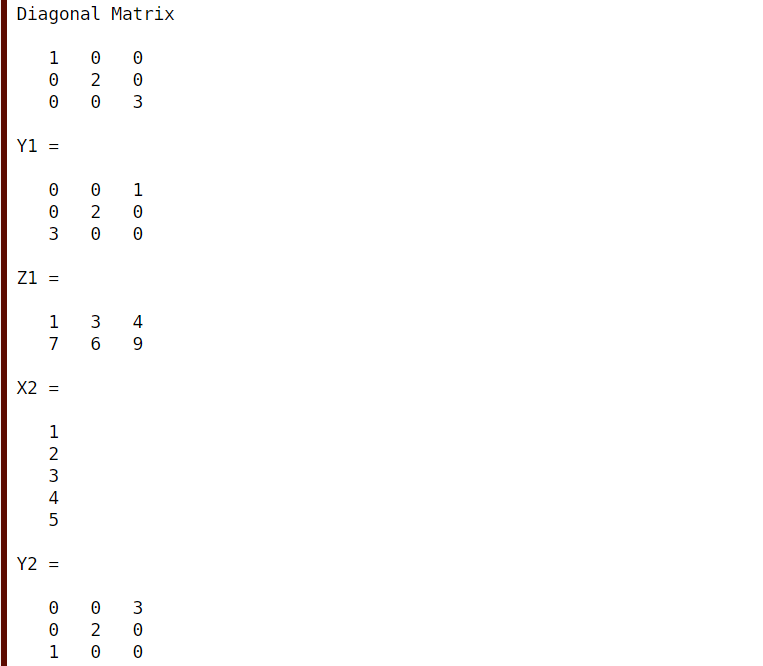 Diagonal Matrix
1 0 0
0 2 0
0 0 3
Y1 =
0 0 1
0 2 0
3 0 0
Z1 =
1 3 4
7 6 9
X2 =
1
2
3
4
5
Y2 =
0 0 3
0 2 0
1 0 0